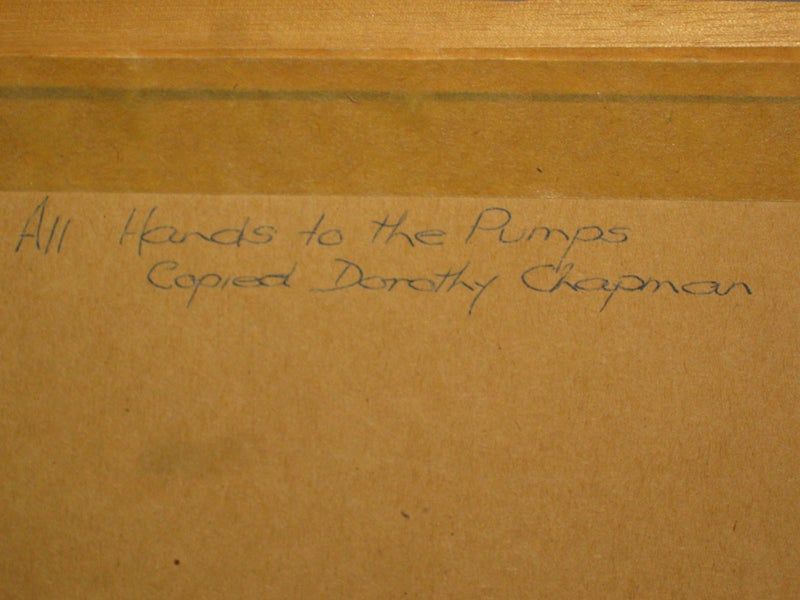 All Hands to the Pumps
Copied Dorothy Chapman